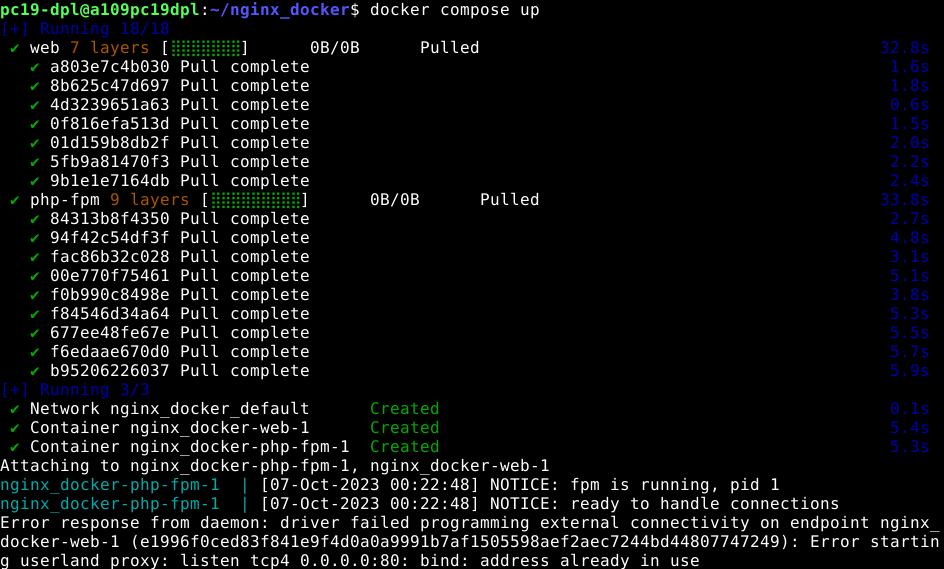 pc19-dpl@a109pc19dpl:~/nginx_docker$ docker compose up
[+] Running 18/18
✔ web 7 layers [⣿⣿⣿⣿⣿⣿⣿] 0B/0B Pulled 32.8s
✔ a803e7c4b030 Pull complete 1.6s
✔ 8b625c47d697 Pull complete 1.8s
✔ 4d3239651a63 Pull complete 0.6s
✔ 0f816efa513d Pull complete 1.5s
✔ 01d159b8db2f Pull complete 2.0s
✔ 5fb9a81470f3 Pull complete 2.2s
✔ 9b1e1e7164db Pull complete 2.4s
✔ php-fpm 9 layers [⣿⣿⣿⣿⣿⣿⣿⣿⣿] 0B/0B Pulled 33.8s
✔ 84313b8f4350 Pull complete 2.7s
✔ 94f42c54df3f Pull complete 4.8s
✔ fac86b32c028 Pull complete 3.1s
✔ 00e770f75461 Pull complete 5.1s
✔ f0b990c8498e Pull complete 3.8s
✔ f84546d34a64 Pull complete 5.3s
✔ 677ee48fe67e Pull complete 5.5s
✔ f6edaae670d0 Pull complete 5.7s
✔ b95206226037 Pull complete 5.9s
[+] Running 3/3
✔ Network nginx_docker_default Created 0.1s
✔ Container nginx_docker-web-1 Created 5.4s
✔ Container nginx_docker-php-fpm-1 Created 5.3s
Attaching to nginx_docker-php-fpm-1, nginx_docker-web-1
nginx_docker-php-fpm-1 | [07-Oct-2023 00:22:48] NOTICE: fpm is running, pid 1
nginx_docker-php-fpm-1 | [07-Oct-2023 00:22:48] NOTICE: ready to handle connections
Error response from daemon: driver failed programming external connectivity on endpoint nginx_
docker-web-1 (e1996f0ced83f841e9f4d0a0a9991b7af1505598aef2aec7244bd44807747249): Error startin
g userland proxy: listen tcp4 0.0.0.0:80: bind: address already in use